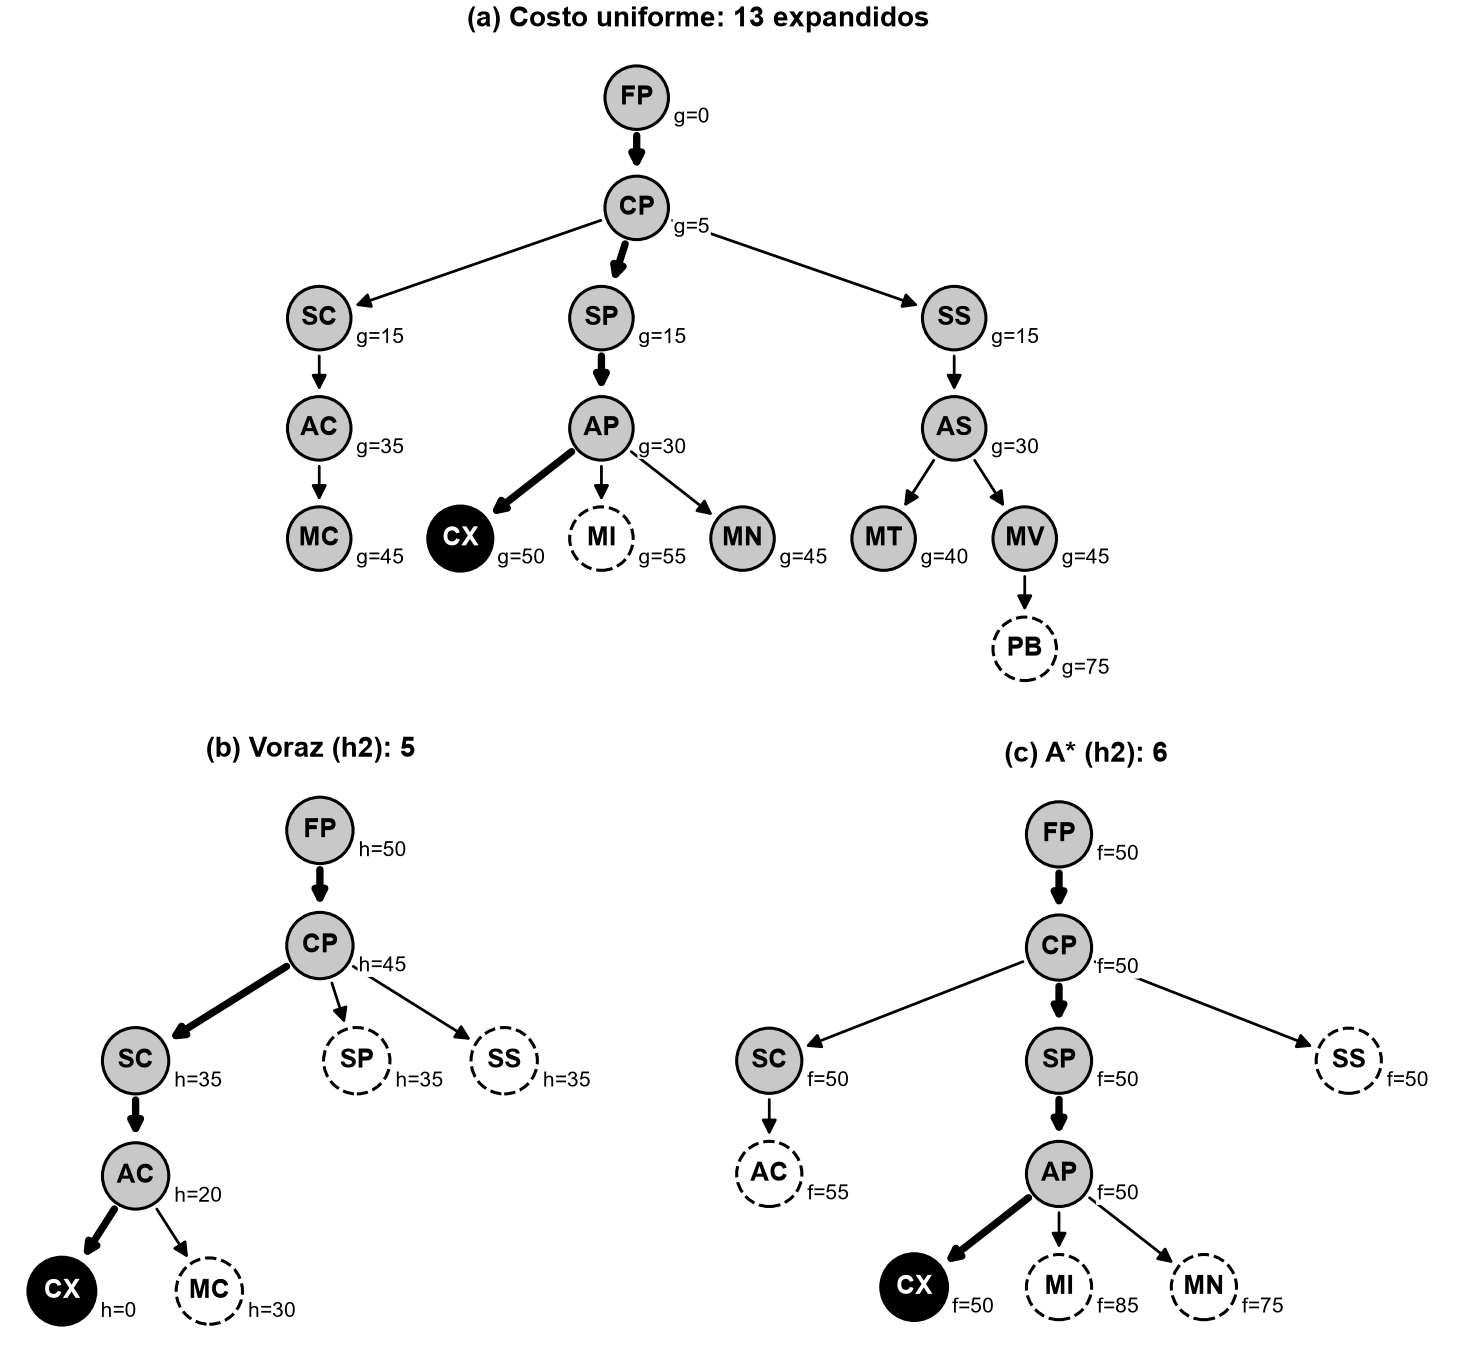 (a) Costo uniforme: 13 expandidos
FP
g=0
CP
g=5
SC
g=15
SP
g=15
SS
g=15
AC
g=35
AP
g=30
AS
g=30
MC
g=45
CX
g=50
MI
g=55
MN
g=45
MT
g=40
MV
g=45
PB
g=75
(b) Voraz (h2): 5
FP
h=50
CP
h=45
SC
h=35
SP
h=35
SS
h=35
AC
h=20
CX
h=0
MC
h=30
(c) A* (h2): 6
FP
f=50
CP
f=50
SC
f=50
SP
f=50
SS
f=50
AC
f=55
AP
f=50
CX
f=50
MI
f=85
MN
f=75